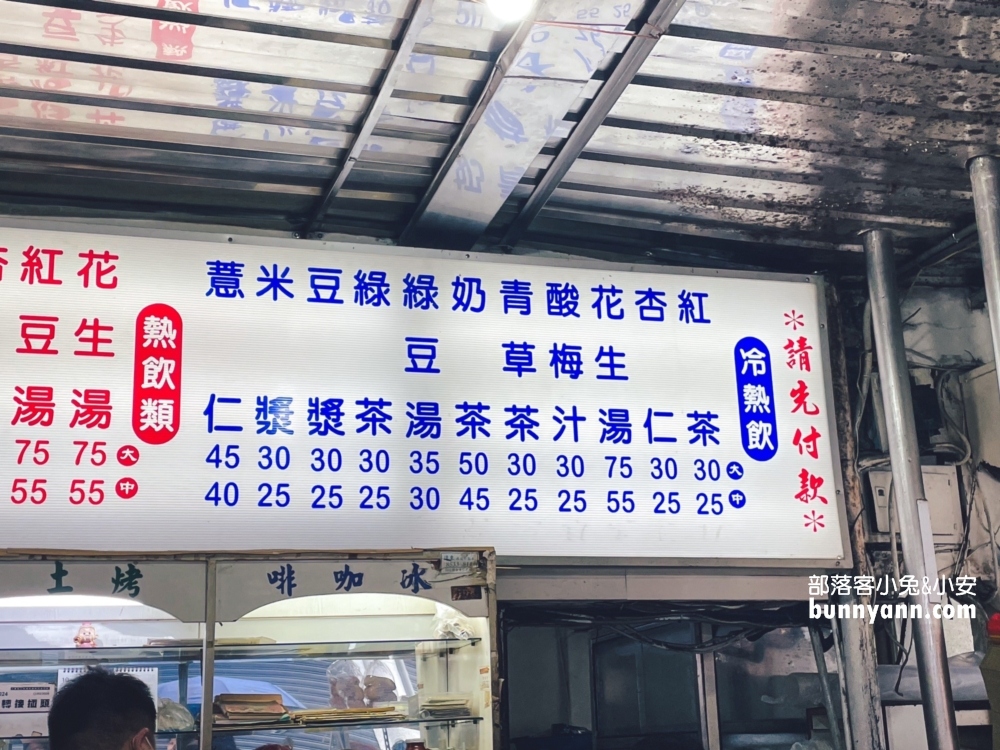 *請先付款*
冷熱飲
大
中
紅茶 30 25
杏仁 30 25
花生湯 75 55
酸梅汁 30 25
青草茶 30 25
奶茶 50 45
綠豆湯 35 30
綠茶 30 25
豆漿 30 25
米漿 30 25
薏仁 45 40
熱飲類
大
中
花生湯 75 55
紅豆湯 75 55
杏
冰咖啡
烤土
部落客小兔&小安
bunnyann.com